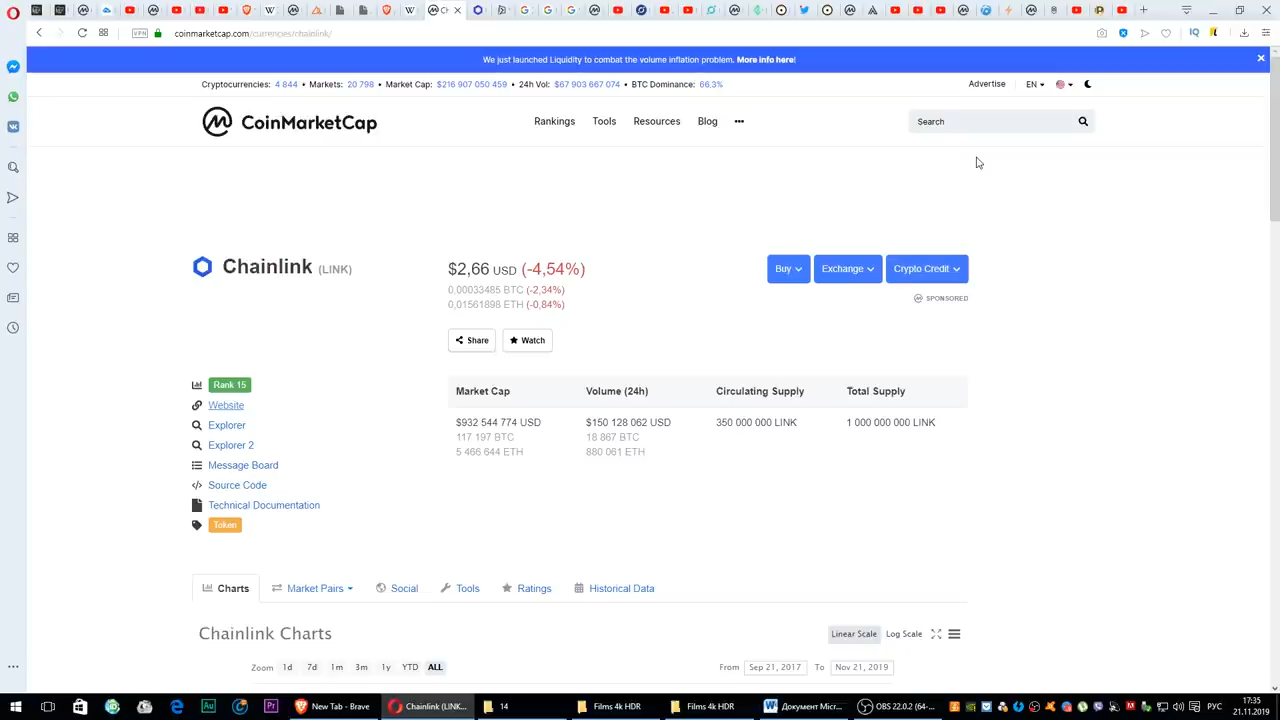 VPN coinmarketcap.com/currencies/chainlink/
We just launched Liquidity to combat the volume inflation problem. More info here!
Cryptocurrencies: 4 844 • Markets: 20 798 • Market Cap: $216 907 050 459 • 24h Vol: $67 903 667 074 • BTC Dominance: 66,3%
Advertise EN
CoinMarketCap
Rankings Tools Resources Blog •••
Search
Chainlink (LINK)
$2,66 USD (-4,54%)
0,00033485 BTC (-2,34%)
0,01561898 ETH (-0,84%)
Buy Exchange Crypto Credit
SPONSORED
Share Watch
Rank 15
Website
Explorer
Explorer 2
Message Board
Source Code
Technical Documentation
Token
Market Cap Volume (24h) Circulating Supply Total Supply
$932 544 774 USD $150 128 062 USD 350 000 000 LINK 1 000 000 000 LINK
117 197 BTC 18 867 BTC
5 466 644 ETH 880 061 ETH
Charts Market Pairs Social Tools Ratings Historical Data
Chainlink Charts
Linear Scale Log Scale
Zoom 1d 7d 1m 3m 1y YTD ALL
From Sep 21, 2017 To Nov 21, 2019
New Tab - Brave Chainlink (LINK... 14 Films 4k HDR Films 4k HDR Документ Micr... OBS 22.0.2 (64-... РУС
17:35
21.11.2019